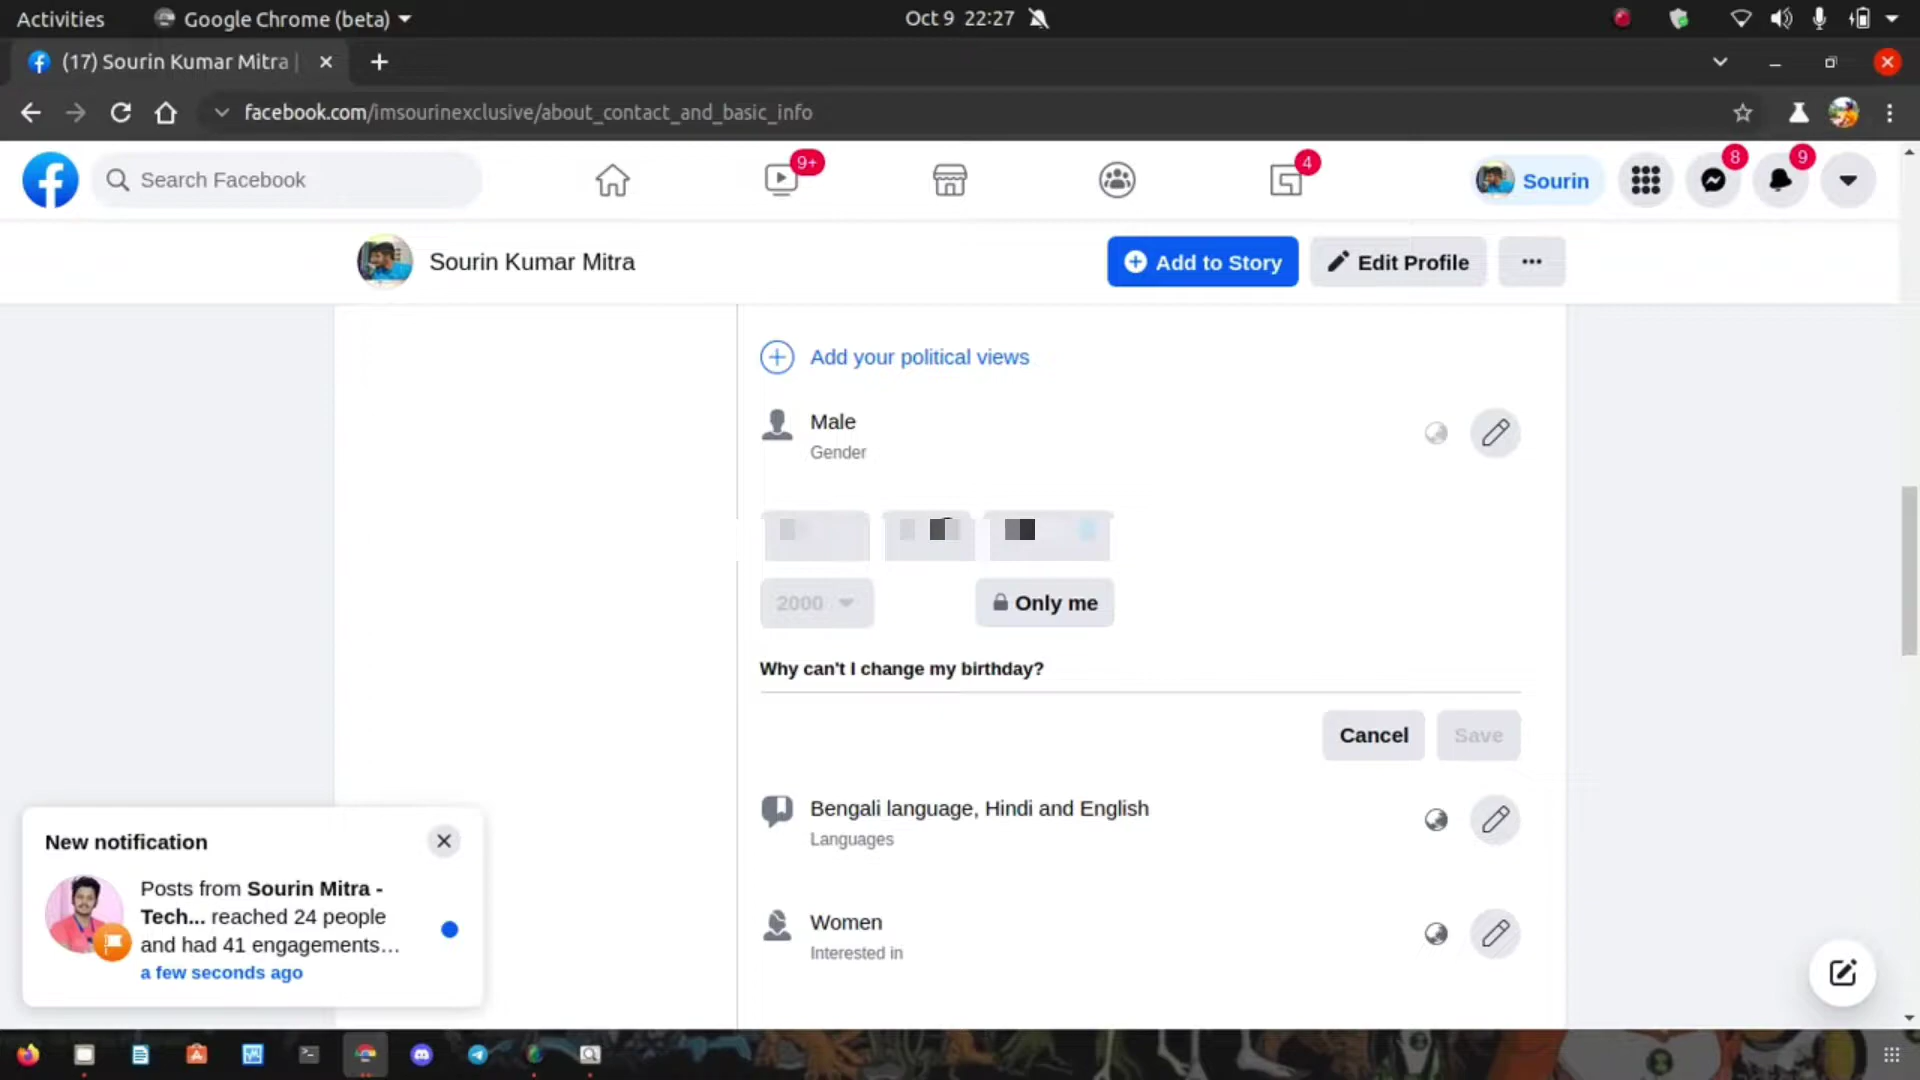 Activities
Google Chrome (beta)
Oct 9 22:27
(17) Sourin Kumar Mitra |
facebook.com/imsourinexclusive/about_contact_and_basic_info
Search Facebook
9+
4
Sourin
8
9
Sourin Kumar Mitra
Add to Story
Edit Profile
Add your political views
Male
Gender
2000
Only me
Why can't I change my birthday?
Cancel
Save
Bengali language, Hindi and English
Languages
Women
Interested in
New notification
Posts from Sourin Mitra -
Tech... reached 24 people
and had 41 engagements...
a few seconds ago